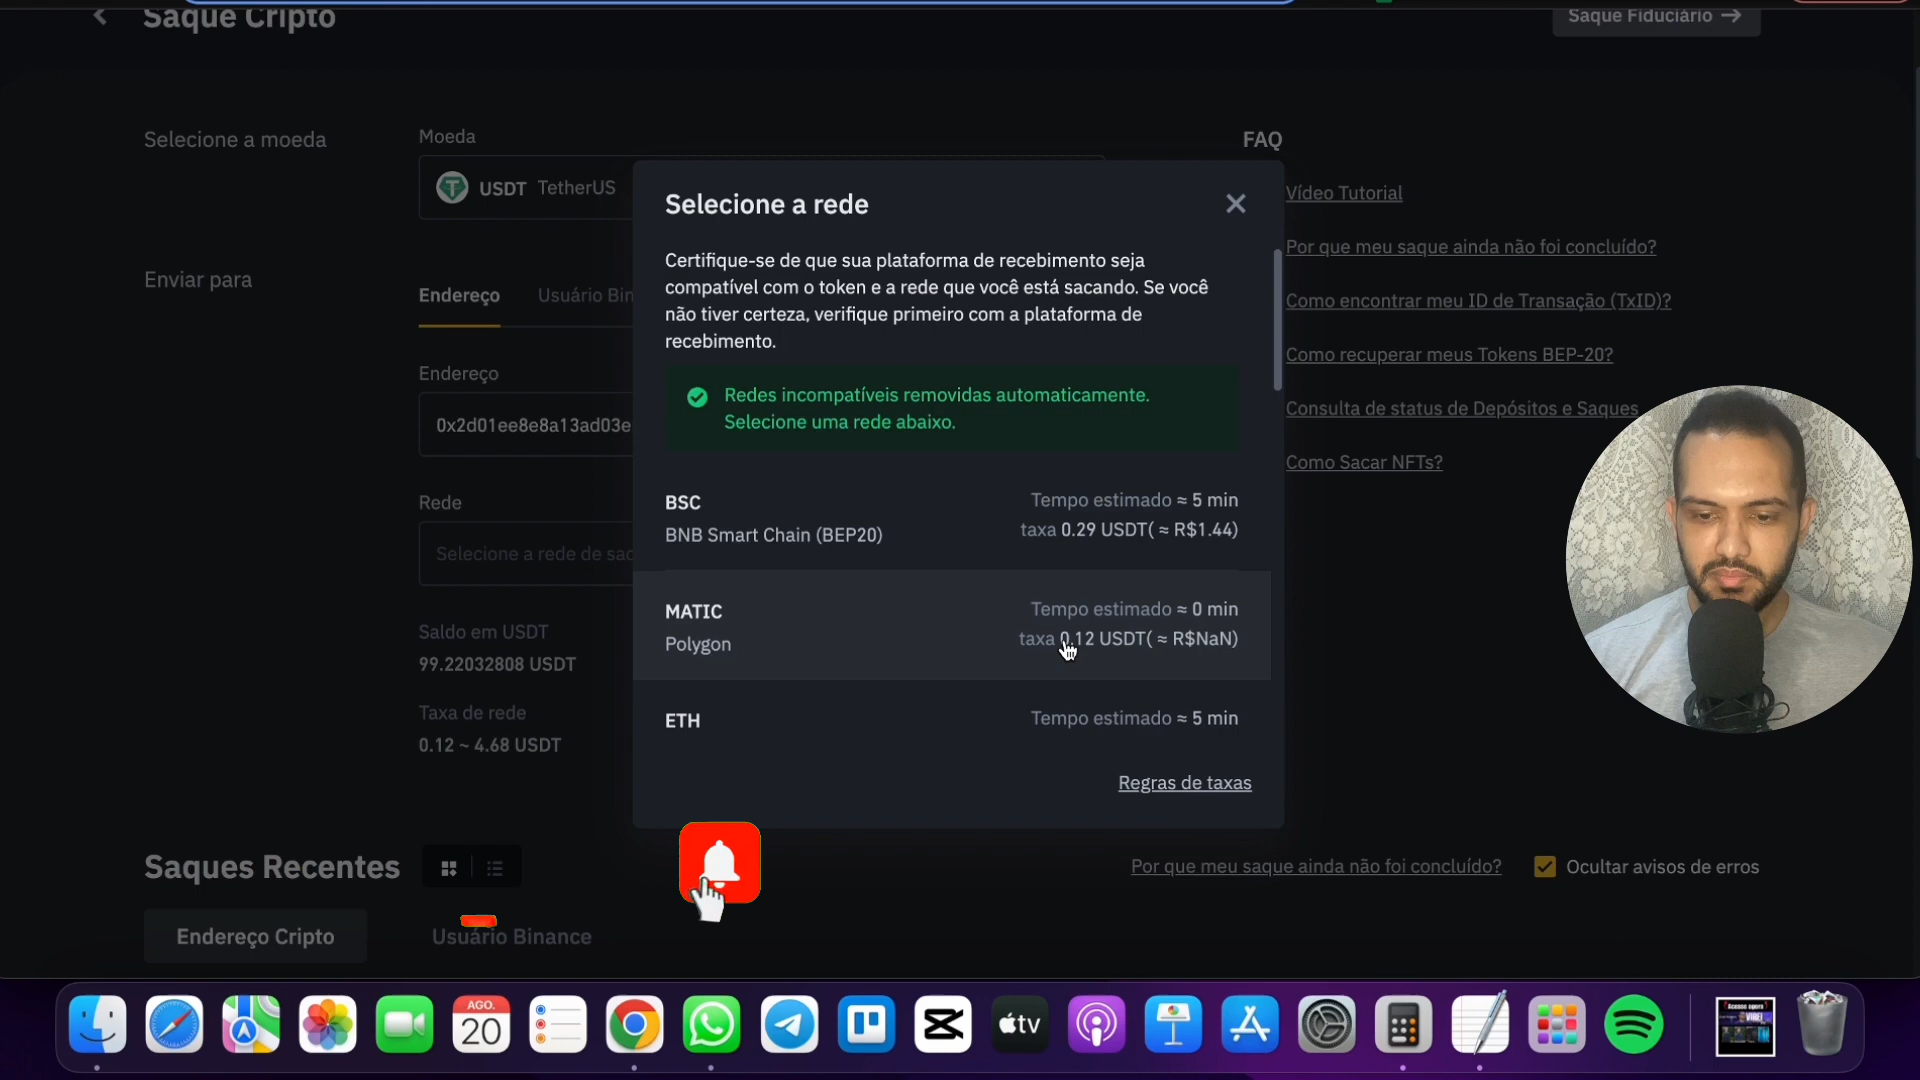 Saque Cripto
Saque Fiduciário →
Selecione a moeda
Moeda
USDT TetherUS
FAQ
Vídeo Tutorial
Por que meu saque ainda não foi concluído?
Como encontrar meu ID de Transação (TxID)?
Como recuperar meus Tokens BEP-20?
Consulta de status de Depósitos e Saques
Como Sacar NFTs?
Enviar para
Endereço
Usuário Bin
Endereço
0x2d01ee8e8a13ad03e
Rede
Selecione a rede de sac
Saldo em USDT
99.22032808 USDT
Taxa de rede
0.12 ~ 4.68 USDT
Selecione a rede
Certifique-se de que sua plataforma de recebimento seja
compatível com o token e a rede que você está sacando. Se você
não tiver certeza, verifique primeiro com a plataforma de
recebimento.
Redes incompatíveis removidas automaticamente.
Selecione uma rede abaixo.
BSC
Tempo estimado ≈ 5 min
BNB Smart Chain (BEP20)
taxa 0.29 USDT( ≈ R$1.44)
MATIC
Tempo estimado ≈ 0 min
Polygon
taxa 0.12 USDT( ≈ R$NaN)
ETH
Tempo estimado ≈ 5 min
Regras de taxas
Saques Recentes
Por que meu saque ainda não foi concluído?
Ocultar avisos de erros
Endereço Cripto
Usuário Binance
AGO.
20
tv